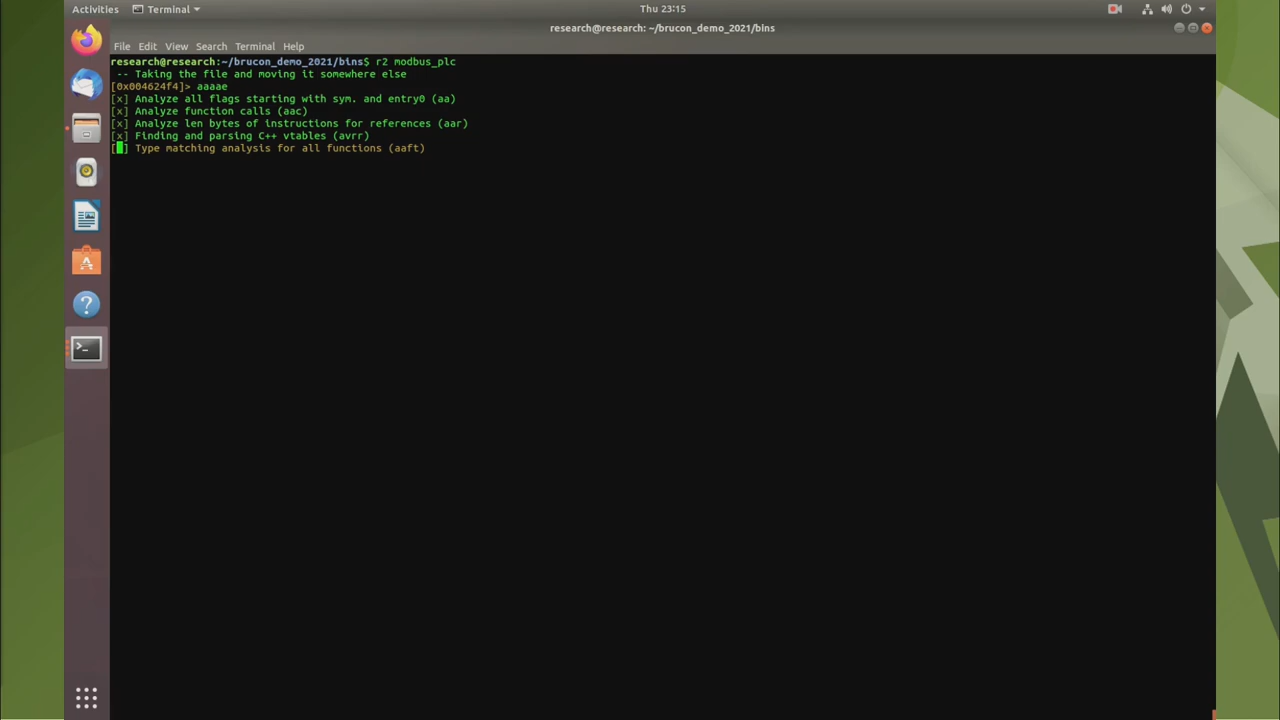 Activities
Terminal
Thu 23:15
research@research: ~/brucon_demo_2021/bins
File Edit View Search Terminal Help
research@research:~/brucon_demo_2021/bins$ r2 modbus_plc
-- Taking the file and moving it somewhere else
[0x004624f4]> aaaae
[x] Analyze all flags starting with sym. and entry0 (aa)
[x] Analyze function calls (aac)
[x] Analyze len bytes of instructions for references (aar)
[x] Finding and parsing C++ vtables (avrr)
[ ] Type matching analysis for all functions (aaft)